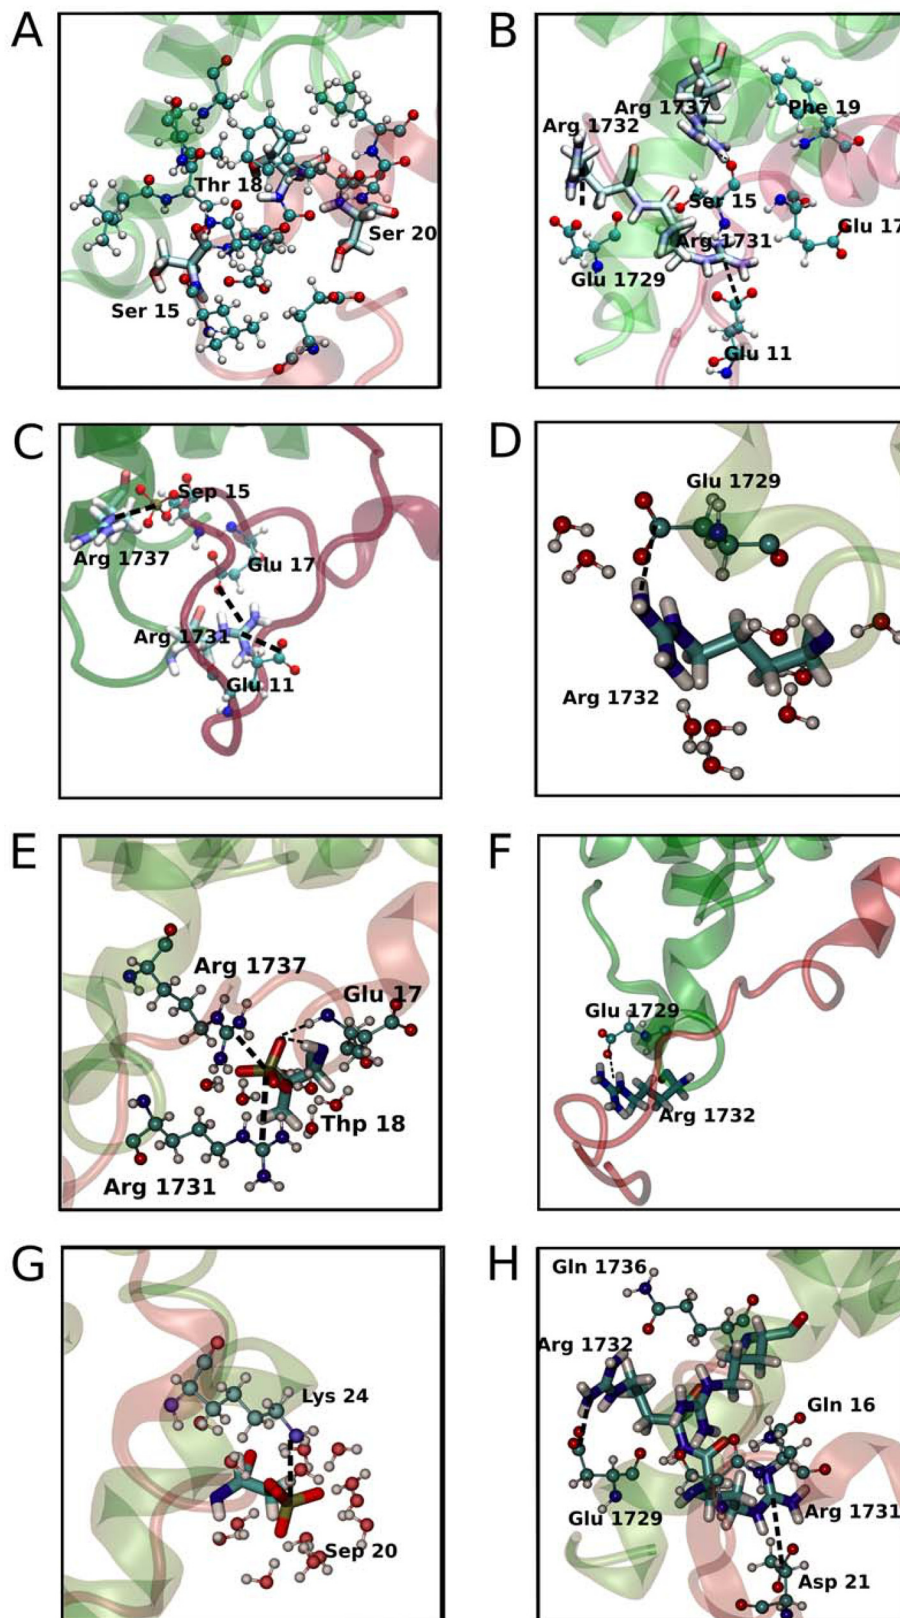 A
Thr 18
Ser 20
Ser 15
B
Arg 1737
Phe 19
Arg 1732
Ser 15
Glu 17
Arg 1731
Glu 1729
Glu 11
C
Sep 15
Arg 1737
Glu 17
Arg 1731
Glu 11
D
Glu 1729
Arg 1732
E
Arg 1737
Glu 17
Thp 18
Arg 1731
F
Glu 1729
Arg 1732
G
Lys 24
Sep 20
H
Gln 1736
Arg 1732
Gln 16
Glu 1729
Arg 1731
Asp 21